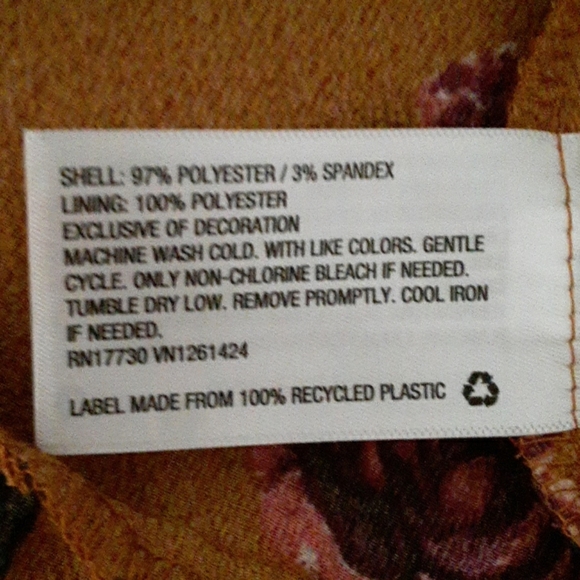 SHELL: 97% POLYESTER / 3% SPANDEX
LINING: 100% POLYESTER
EXCLUSIVE OF DECORATION
MACHINE WASH COLD. WITH LIKE COLORS. GENTLE
CYCLE. ONLY NON-CHLORINE BLEACH IF NEEDED.
TUMBLE DRY LOW. REMOVE PROMPTLY. COOL IRON
IF NEEDED.
RN17730 VN1261424
LABEL MADE FROM 100% RECYCLED PLASTIC